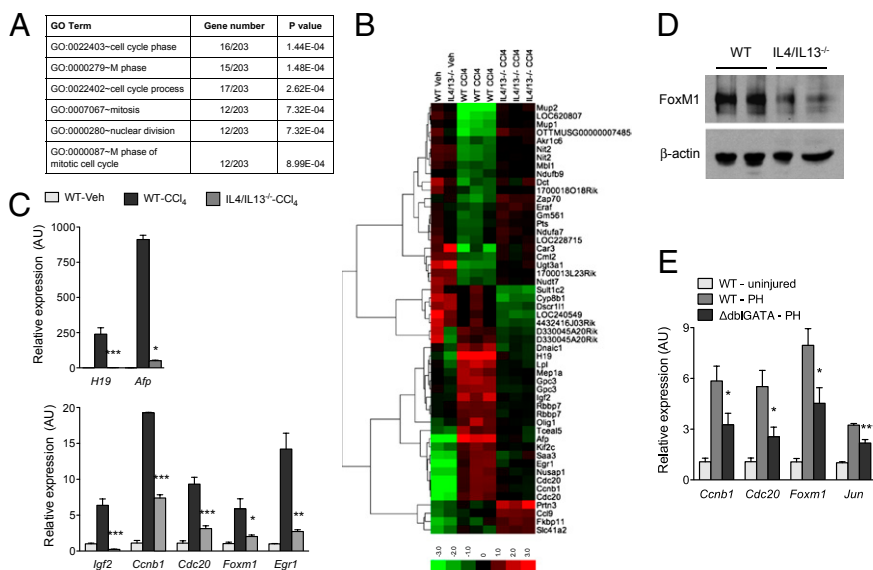 A
GO Term Gene number P value
GO:0022403~cell cycle phase 16/203 1.44E-04
GO:0000279~M phase 15/203 1.48E-04
GO:0022402~cell cycle process 17/203 2.62E-04
GO:0007067~mitosis 12/203 7.32E-04
GO:0000280~nuclear division 12/203 7.32E-04
GO:0000087~M phase of
mitotic cell cycle 12/203 8.99E-04
B
WT Veh
IL4/13-/- Veh
WT CCl4
WT CCl4
WT CCl4
IL4/13-/- CCl4
IL4/13-/- CCl4
IL4/13-/- CCl4
Mup2
LOC620807
Mup1
OTTMUSG00000007485
Akr1c6
Nit2
Nit2
Mbl1
Ndufb9
Dct
1700018O18Rik
Zap70
Eraf
Gm561
Pts
Ndufa7
LOC228715
Car3
Cml2
Ugt3a1
1700013L23Rik
Nudt7
Sult1c2
Cyp8b1
Dscr1l1
LOC240549
4432416J03Rik
D330045A20Rik
D330045A20Rik
Dnaic1
H19
Lpl
Mep1a
Gpc3
Gpc3
Igf2
Rbbp7
Rbbp7
Olig1
Tceal5
Afp
Kif2c
Saa3
Egr1
Nusap1
Cdc20
Ccnb1
Cdc20
Prtn3
Ccl9
Fkbp11
Slc41a2
-3.0
-2.0
-1.0
0
1.0
2.0
3.0
C
WT-Veh WT-CCl₄ IL4/IL13⁻/⁻-CCl₄
Relative expression (AU)
1000
750
500
250
0
***
*
H19 Afp
Relative expression (AU)
20
15
10
5
0
***
***
***
*
**
Igf2 Ccnb1 Cdc20 Foxm1 Egr1
D
WT IL4/IL13⁻/⁻
FoxM1
β-actin
E
WT - uninjured
WT - PH
ΔdblGATA - PH
Relative expression (AU)
9
6
3
0
*
*
*
**
Ccnb1 Cdc20 Foxm1 Jun